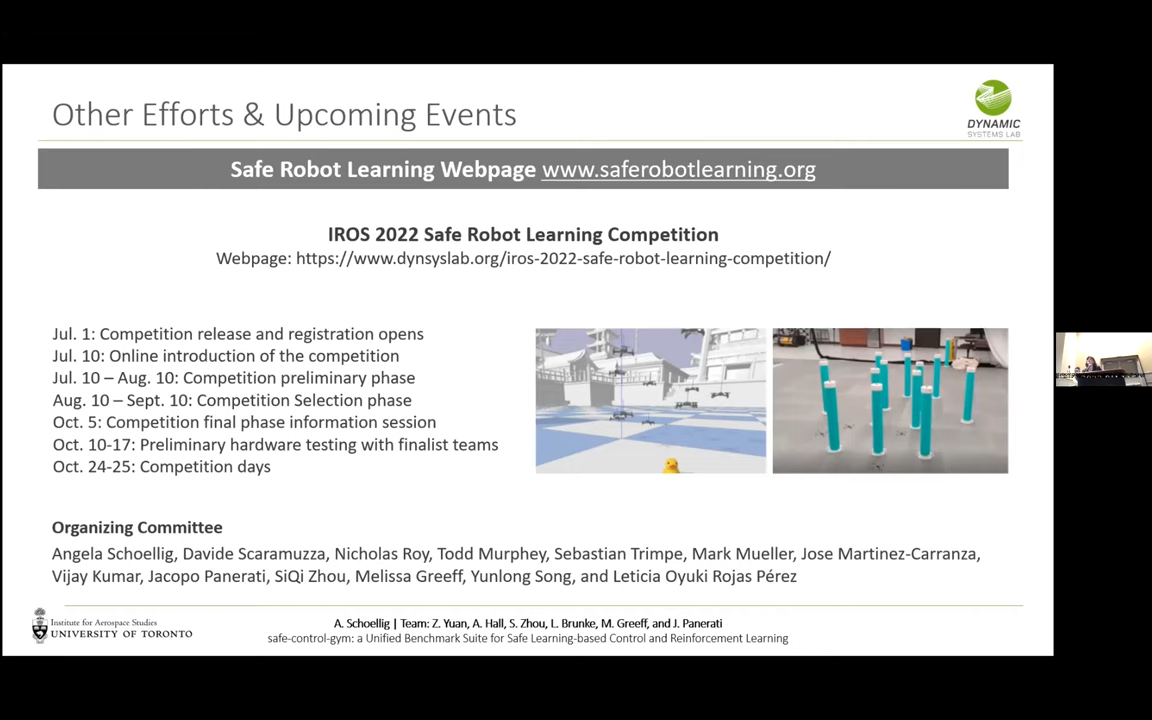 Other Efforts & Upcoming Events
DYNAMIC
SYSTEMS LAB
Safe Robot Learning Webpage www.saferobotlearning.org
IROS 2022 Safe Robot Learning Competition
Webpage: https://www.dynsyslab.org/iros-2022-safe-robot-learning-competition/
Jul. 1: Competition release and registration opens
Jul. 10: Online introduction of the competition
Jul. 10 – Aug. 10: Competition preliminary phase
Aug. 10 – Sept. 10: Competition Selection phase
Oct. 5: Competition final phase information session
Oct. 10-17: Preliminary hardware testing with finalist teams
Oct. 24-25: Competition days
Organizing Committee
Angela Schoellig, Davide Scaramuzza, Nicholas Roy, Todd Murphey, Sebastian Trimpe, Mark Mueller, Jose Martinez-Carranza,
Vijay Kumar, Jacopo Panerati, SiQi Zhou, Melissa Greeff, Yunlong Song, and Leticia Oyuki Rojas Pérez
Institute for Aerospace Studies
UNIVERSITY OF TORONTO
A. Schoellig | Team: Z. Yuan, A. Hall, S. Zhou, L. Brunke, M. Greeff, and J. Panerati
safe-control-gym: a Unified Benchmark Suite for Safe Learning-based Control and Reinforcement Learning